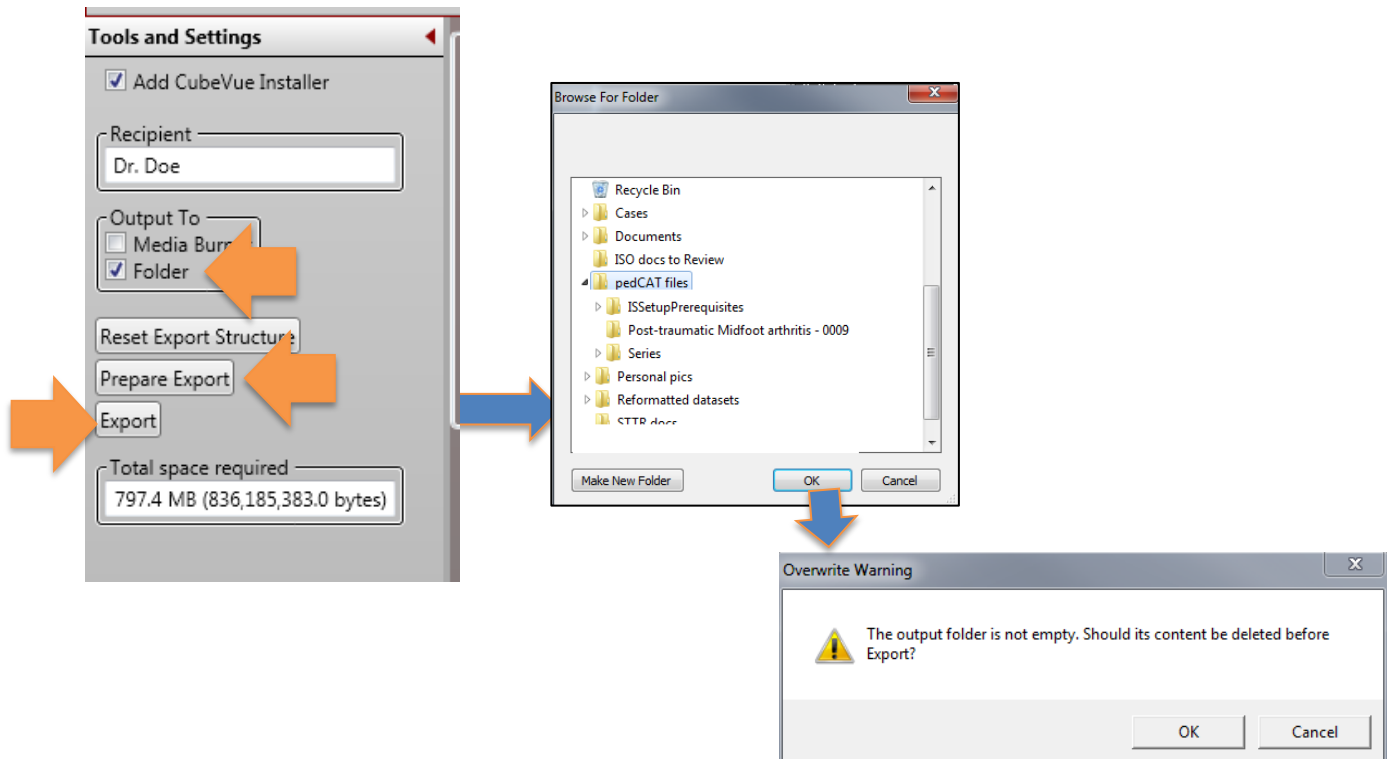 Tools and Settings
Add CubeVue Installer
Recipient
Dr. Doe
Output To
Media
Folder
Reset Export Structure
Prepare Export
Export
Total space required
797.4 MB (836,185,383.0 bytes)
Browse For Folder
Recycle Bin
Cases
Documents
ISO docs to Review
pedCAT files
ISSetupPrerequisites
Post-traumatic Midfoot arthritis - 0009
Series
Personal pics
Reformatted datasets
STTR docs
Make New Folder
OK
Cancel
Overwrite Warning
The output folder is not empty. Should its content be deleted before
Export?
OK
Cancel